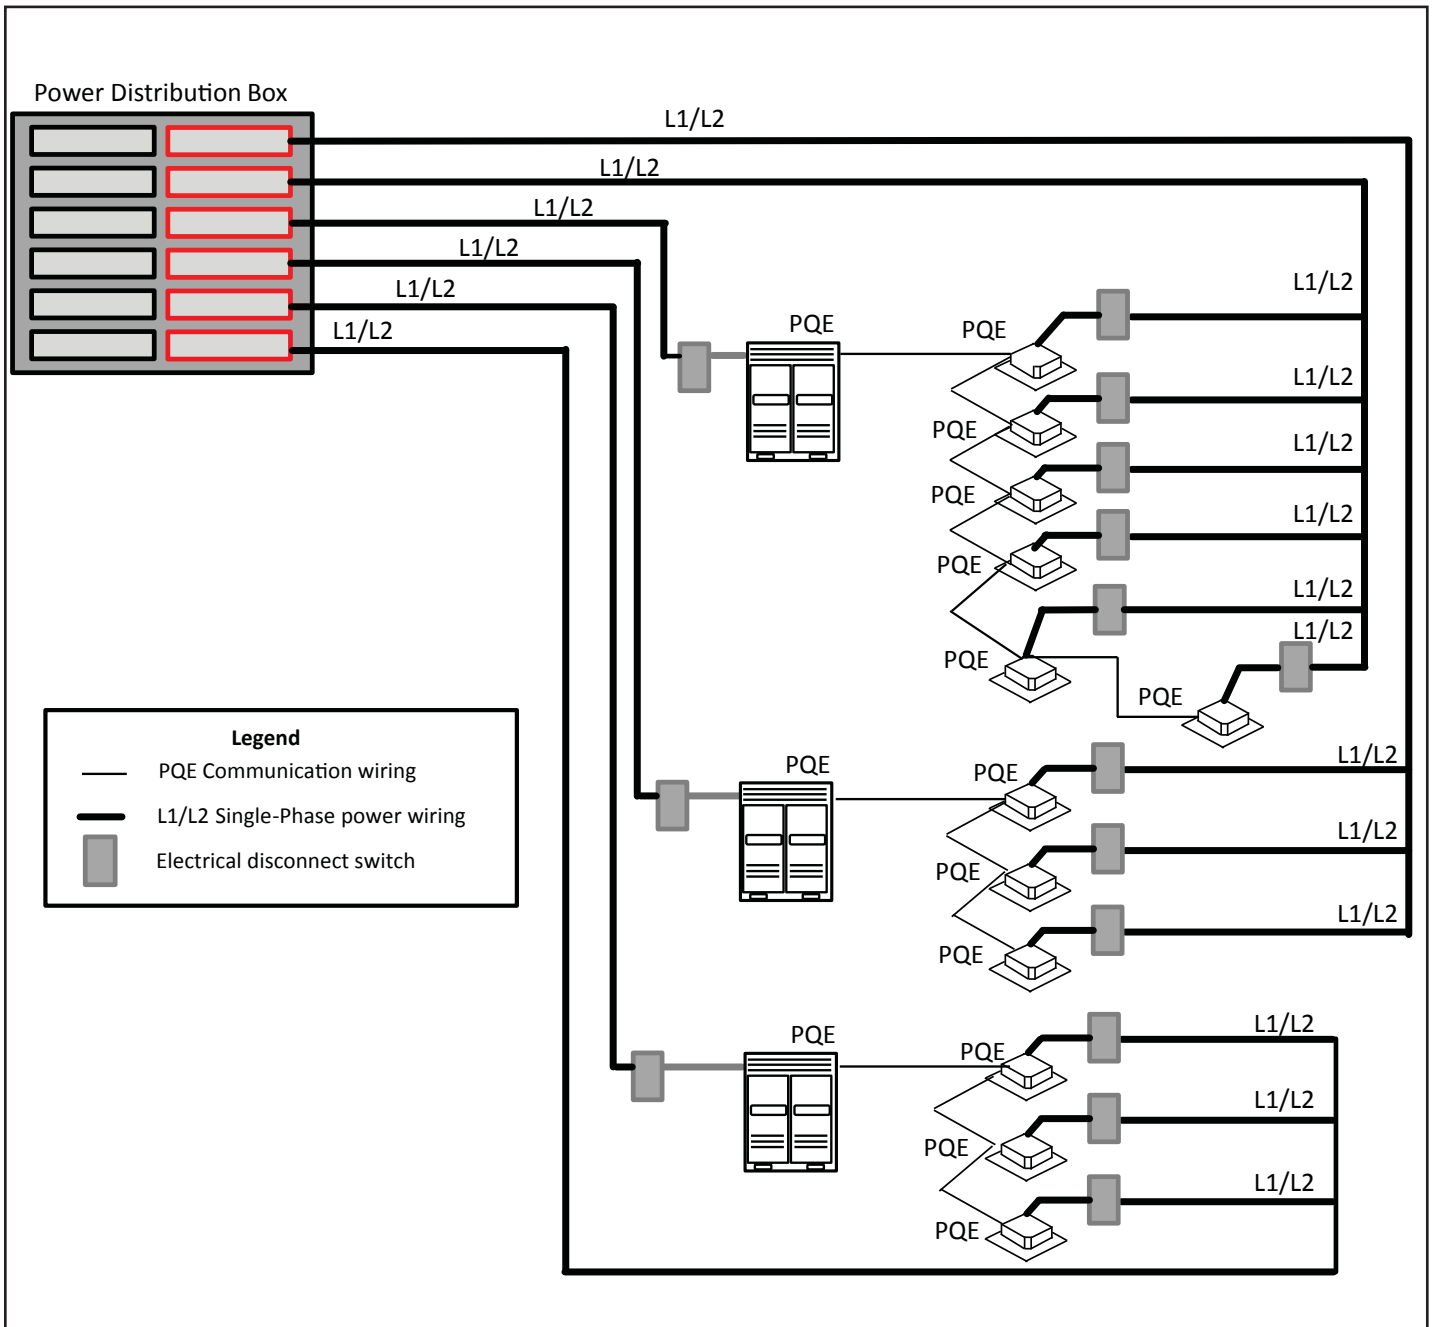 Power Distribution Box
L1/L2
L1/L2
L1/L2
L1/L2
L1/L2
L1/L2
L1/L2
PQE
PQE
L1/L2
PQE
L1/L2
PQE
L1/L2
PQE
L1/L2
L1/L2
PQE
PQE
Legend
PQE Communication wiring
L1/L2 Single-Phase power wiring
Electrical disconnect switch
L1/L2
PQE
PQE
L1/L2
PQE
L1/L2
PQE
L1/L2
PQE
PQE
L1/L2
PQE
L1/L2
PQE